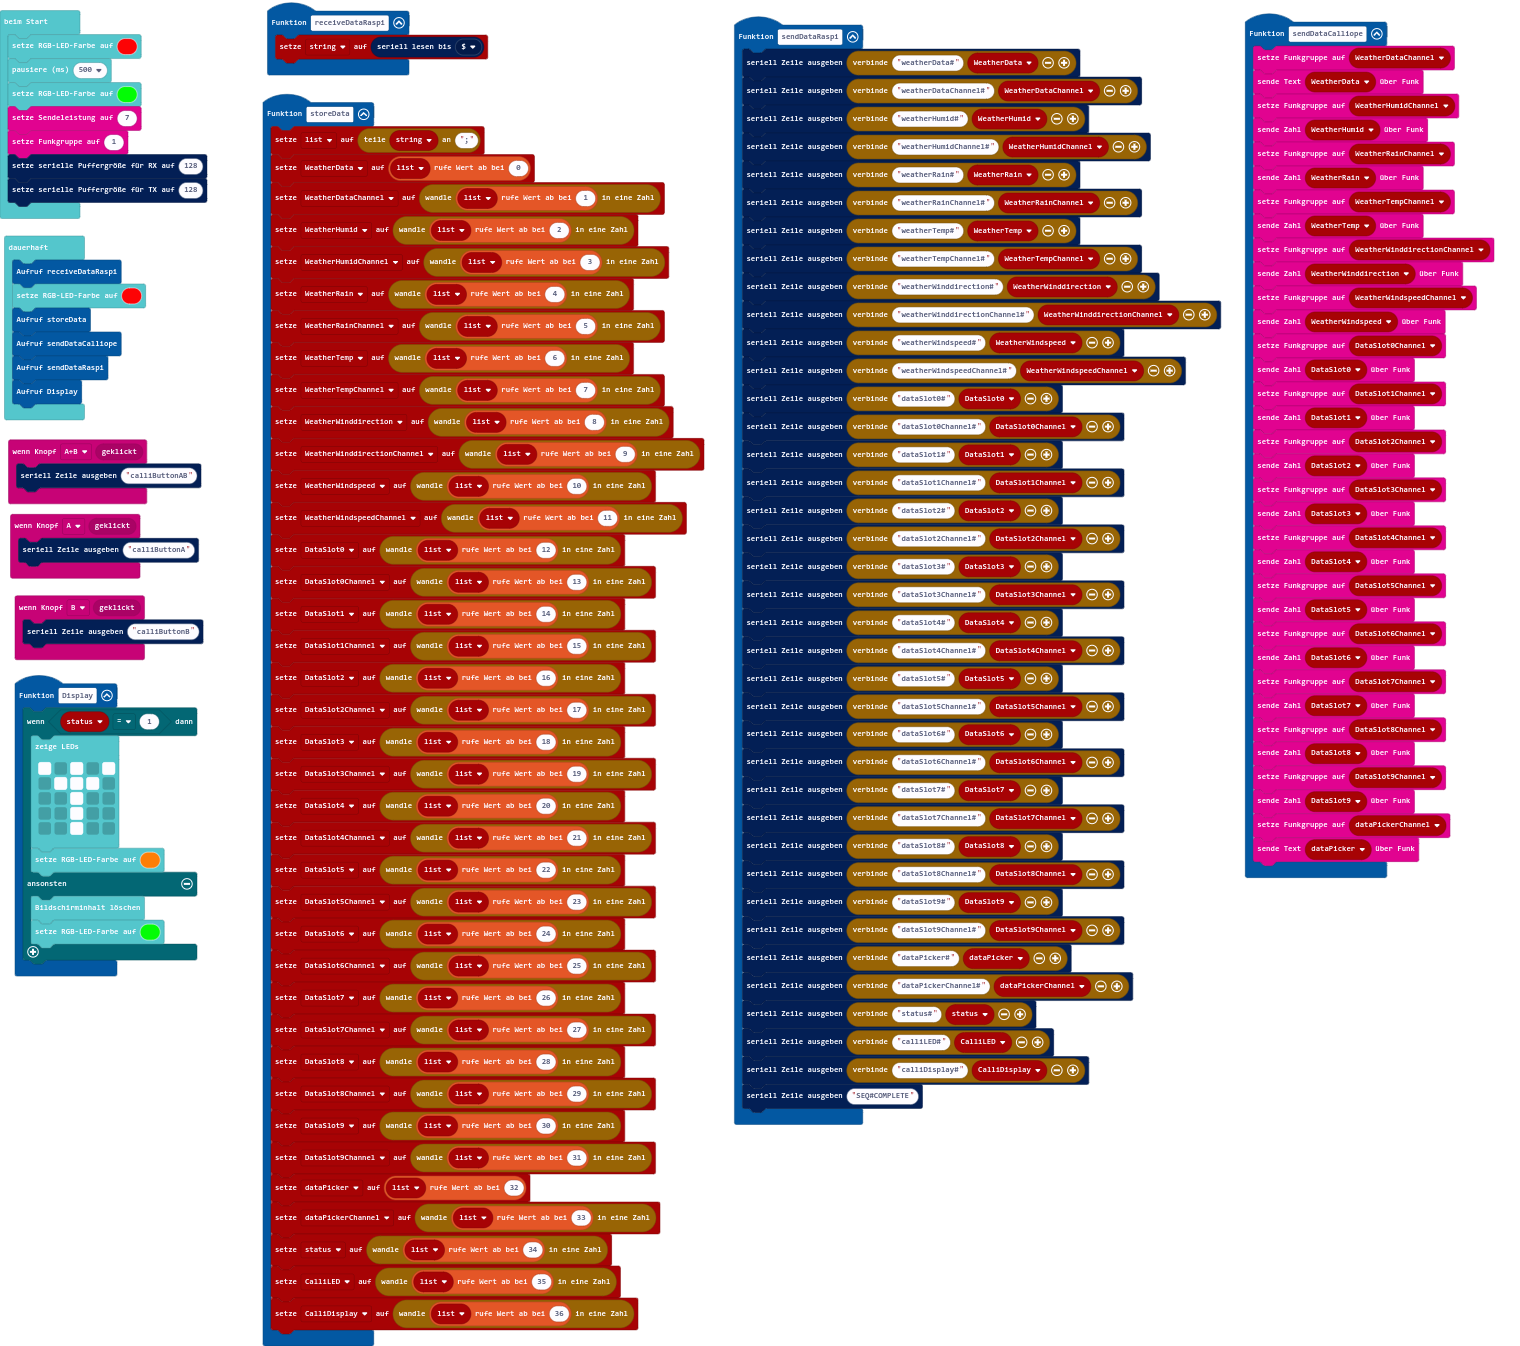 beim Start
setze RGB-LED-Farbe auf
pausiere (ms) 500
setze RGB-LED-Farbe auf
setze Sendeleistung auf 7
setze Funkgruppe auf 1
setze serielle Puffergröße für RX auf 128
setze serielle Puffergröße für TX auf 128
dauerhaft
Aufruf receiveDataRaspi
setze RGB-LED-Farbe auf
Aufruf storeData
Aufruf sendDataCalliope
Aufruf sendDataRaspi
Aufruf Display
wenn Knopf A+B geklickt
seriell Zeile ausgeben "calliButtonAB"
wenn Knopf A geklickt
seriell Zeile ausgeben "calliButtonA"
wenn Knopf B geklickt
seriell Zeile ausgeben "calliButtonB"
Funktion Display
wenn status = 1 dann
zeige LEDs
setze RGB-LED-Farbe auf
ansonsten
Bildschirminhalt löschen
setze RGB-LED-Farbe auf
Funktion receiveDataRaspi
setze string auf seriell lesen bis $
Funktion storeData
setze list auf teile string an ";"
setze WeatherData auf list rufe Wert ab bei 0
setze WeatherDataChannel auf wandle list rufe Wert ab bei 1 in eine Zahl
setze WeatherHumid auf wandle list rufe Wert ab bei 2 in eine Zahl
setze WeatherHumidChannel auf wandle list rufe Wert ab bei 3 in eine Zahl
setze WeatherRain auf wandle list rufe Wert ab bei 4 in eine Zahl
setze WeatherRainChannel auf wandle list rufe Wert ab bei 5 in eine Zahl
setze WeatherTemp auf wandle list rufe Wert ab bei 6 in eine Zahl
setze WeatherTempChannel auf wandle list rufe Wert ab bei 7 in eine Zahl
setze WeatherWinddirection auf wandle list rufe Wert ab bei 8 in eine Zahl
setze WeatherWinddirectionChannel auf wandle list rufe Wert ab bei 9 in eine Zahl
setze WeatherWindspeed auf wandle list rufe Wert ab bei 10 in eine Zahl
setze WeatherWindspeedChannel auf wandle list rufe Wert ab bei 11 in eine Zahl
setze DataSlot0 auf wandle list rufe Wert ab bei 12 in eine Zahl
setze DataSlot0Channel auf wandle list rufe Wert ab bei 13 in eine Zahl
setze DataSlot1 auf wandle list rufe Wert ab bei 14 in eine Zahl
setze DataSlot1Channel auf wandle list rufe Wert ab bei 15 in eine Zahl
setze DataSlot2 auf wandle list rufe Wert ab bei 16 in eine Zahl
setze DataSlot2Channel auf wandle list rufe Wert ab bei 17 in eine Zahl
setze DataSlot3 auf wandle list rufe Wert ab bei 18 in eine Zahl
setze DataSlot3Channel auf wandle list rufe Wert ab bei 19 in eine Zahl
setze DataSlot4 auf wandle list rufe Wert ab bei 20 in eine Zahl
setze DataSlot4Channel auf wandle list rufe Wert ab bei 21 in eine Zahl
setze DataSlot5 auf wandle list rufe Wert ab bei 22 in eine Zahl
setze DataSlot5Channel auf wandle list rufe Wert ab bei 23 in eine Zahl
setze DataSlot6 auf wandle list rufe Wert ab bei 24 in eine Zahl
setze DataSlot6Channel auf wandle list rufe Wert ab bei 25 in eine Zahl
setze DataSlot7 auf wandle list rufe Wert ab bei 26 in eine Zahl
setze DataSlot7Channel auf wandle list rufe Wert ab bei 27 in eine Zahl
setze DataSlot8 auf wandle list rufe Wert ab bei 28 in eine Zahl
setze DataSlot8Channel auf wandle list rufe Wert ab bei 29 in eine Zahl
setze DataSlot9 auf wandle list rufe Wert ab bei 30 in eine Zahl
setze DataSlot9Channel auf wandle list rufe Wert ab bei 31 in eine Zahl
setze dataPicker auf list rufe Wert ab bei 32
setze dataPickerChannel auf wandle list rufe Wert ab bei 33 in eine Zahl
setze status auf wandle list rufe Wert ab bei 34 in eine Zahl
setze CalliLED auf wandle list rufe Wert ab bei 35 in eine Zahl
setze CalliDisplay auf wandle list rufe Wert ab bei 36 in eine Zahl
Funktion sendDataRaspi
seriell Zeile ausgeben verbinde "weatherData#" WeatherData
seriell Zeile ausgeben verbinde "weatherDataChannel#" WeatherDataChannel
seriell Zeile ausgeben verbinde "weatherHumid#" WeatherHumid
seriell Zeile ausgeben verbinde "weatherHumidChannel#" WeatherHumidChannel
seriell Zeile ausgeben verbinde "weatherRain#" WeatherRain
seriell Zeile ausgeben verbinde "weatherRainChannel#" WeatherRainChannel
seriell Zeile ausgeben verbinde "weatherTemp#" WeatherTemp
seriell Zeile ausgeben verbinde "weatherTempChannel#" WeatherTempChannel
seriell Zeile ausgeben verbinde "weatherWinddirection#" WeatherWinddirection
seriell Zeile ausgeben verbinde "weatherWinddirectionChannel#" WeatherWinddirectionChannel
seriell Zeile ausgeben verbinde "weatherWindspeed#" WeatherWindspeed
seriell Zeile ausgeben verbinde "weatherWindspeedChannel#" WeatherWindspeedChannel
seriell Zeile ausgeben verbinde "dataSlot0#" DataSlot0
seriell Zeile ausgeben verbinde "dataSlot0Channel#" DataSlot0Channel
seriell Zeile ausgeben verbinde "dataSlot1#" DataSlot1
seriell Zeile ausgeben verbinde "dataSlot1Channel#" DataSlot1Channel
seriell Zeile ausgeben verbinde "dataSlot2#" DataSlot2
seriell Zeile ausgeben verbinde "dataSlot2Channel#" DataSlot2Channel
seriell Zeile ausgeben verbinde "dataSlot3#" DataSlot3
seriell Zeile ausgeben verbinde "dataSlot3Channel#" DataSlot3Channel
seriell Zeile ausgeben verbinde "dataSlot4#" DataSlot4
seriell Zeile ausgeben verbinde "dataSlot4Channel#" DataSlot4Channel
seriell Zeile ausgeben verbinde "dataSlot5#" DataSlot5
seriell Zeile ausgeben verbinde "dataSlot5Channel#" DataSlot5Channel
seriell Zeile ausgeben verbinde "dataSlot6#" DataSlot6
seriell Zeile ausgeben verbinde "dataSlot6Channel#" DataSlot6Channel
seriell Zeile ausgeben verbinde "dataSlot7#" DataSlot7
seriell Zeile ausgeben verbinde "dataSlot7Channel#" DataSlot7Channel
seriell Zeile ausgeben verbinde "dataSlot8#" DataSlot8
seriell Zeile ausgeben verbinde "dataSlot8Channel#" DataSlot8Channel
seriell Zeile ausgeben verbinde "dataSlot9#" DataSlot9
seriell Zeile ausgeben verbinde "dataSlot9Channel#" DataSlot9Channel
seriell Zeile ausgeben verbinde "dataPicker#" dataPicker
seriell Zeile ausgeben verbinde "dataPickerChannel#" dataPickerChannel
seriell Zeile ausgeben verbinde "status#" status
seriell Zeile ausgeben verbinde "calliLED#" CalliLED
seriell Zeile ausgeben verbinde "calliDisplay#" CalliDisplay
seriell Zeile ausgeben "SEQ#COMPLETE"
Funktion sendDataCalliope
setze Funkgruppe auf WeatherDataChannel
sende Text WeatherData über Funk
setze Funkgruppe auf WeatherHumidChannel
sende Zahl WeatherHumid über Funk
setze Funkgruppe auf WeatherRainChannel
sende Zahl WeatherRain über Funk
setze Funkgruppe auf WeatherTempChannel
sende Zahl WeatherTemp über Funk
setze Funkgruppe auf WeatherWinddirectionChannel
sende Zahl WeatherWinddirection über Funk
setze Funkgruppe auf WeatherWindspeedChannel
sende Zahl WeatherWindspeed über Funk
setze Funkgruppe auf DataSlot0Channel
sende Zahl DataSlot0 über Funk
setze Funkgruppe auf DataSlot1Channel
sende Zahl DataSlot1 über Funk
setze Funkgruppe auf DataSlot2Channel
sende Zahl DataSlot2 über Funk
setze Funkgruppe auf DataSlot3Channel
sende Zahl DataSlot3 über Funk
setze Funkgruppe auf DataSlot4Channel
sende Zahl DataSlot4 über Funk
setze Funkgruppe auf DataSlot5Channel
sende Zahl DataSlot5 über Funk
setze Funkgruppe auf DataSlot6Channel
sende Zahl DataSlot6 über Funk
setze Funkgruppe auf DataSlot7Channel
sende Zahl DataSlot7 über Funk
setze Funkgruppe auf DataSlot8Channel
sende Zahl DataSlot8 über Funk
setze Funkgruppe auf DataSlot9Channel
sende Zahl DataSlot9 über Funk
setze Funkgruppe auf dataPickerChannel
sende Text dataPicker über Funk